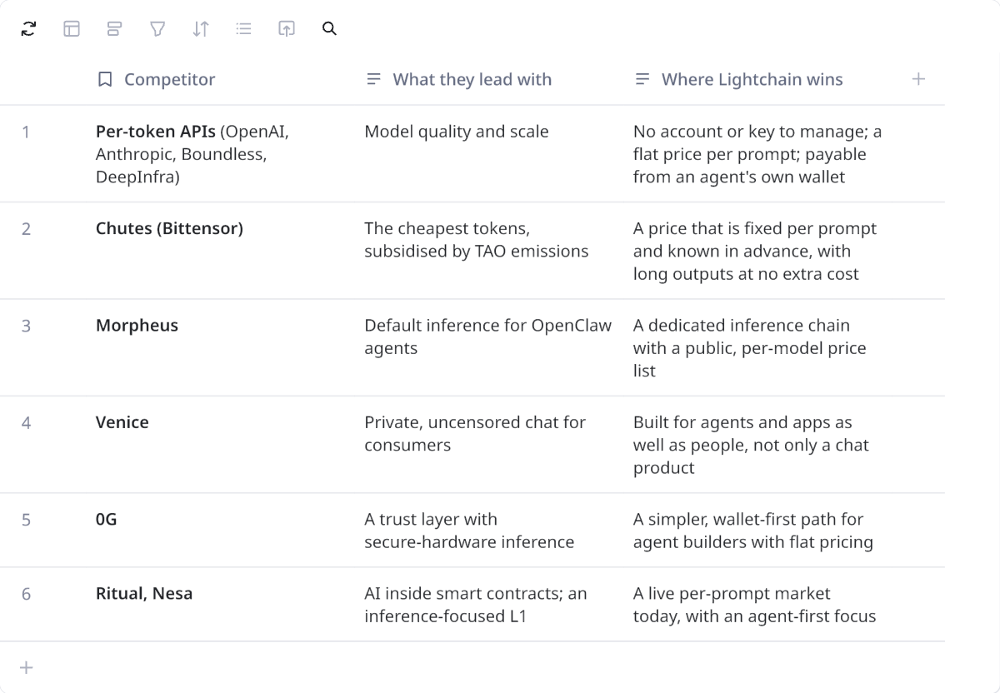 Competitor
What they lead with
Where Lightchain wins
1
Per-token APIs (OpenAI,
Anthropic, Boundless,
DeepInfra)
Model quality and scale
No account or key to manage; a
flat price per prompt; payable
from an agent's own wallet
2
Chutes (Bittensor)
The cheapest tokens,
subsidised by TAO emissions
A price that is fixed per prompt
and known in advance, with
long outputs at no extra cost
3
Morpheus
Default inference for OpenClaw
agents
A dedicated inference chain
with a public, per-model price
list
4
Venice
Private, uncensored chat for
consumers
Built for agents and apps as
well as people, not only a chat
product
5
0G
A trust layer with
secure-hardware inference
A simpler, wallet-first path for
agent builders with flat pricing
6
Ritual, Nesa
AI inside smart contracts; an
inference-focused L1
A live per-prompt market
today, with an agent-first focus